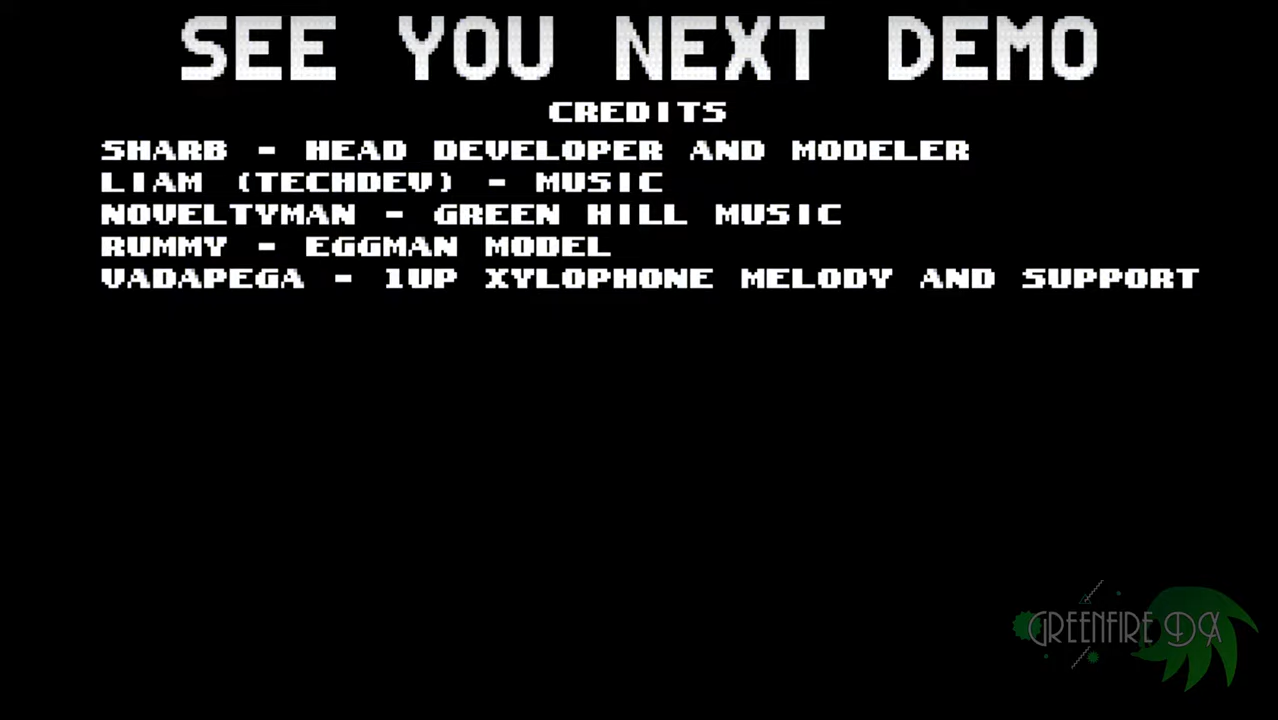 SEE YOU NEXT DEMO
CREDITS
SHARB - HEAD DEVELOPER AND MODELER
LIAM (TECHDEV) - MUSIC
NOVELTYMAN - GREEN HILL MUSIC
RUMMY - EGGMAN MODEL
VADAPEGA - 1UP XYLOPHONE MELODY AND SUPPORT
GREENFIRE DX